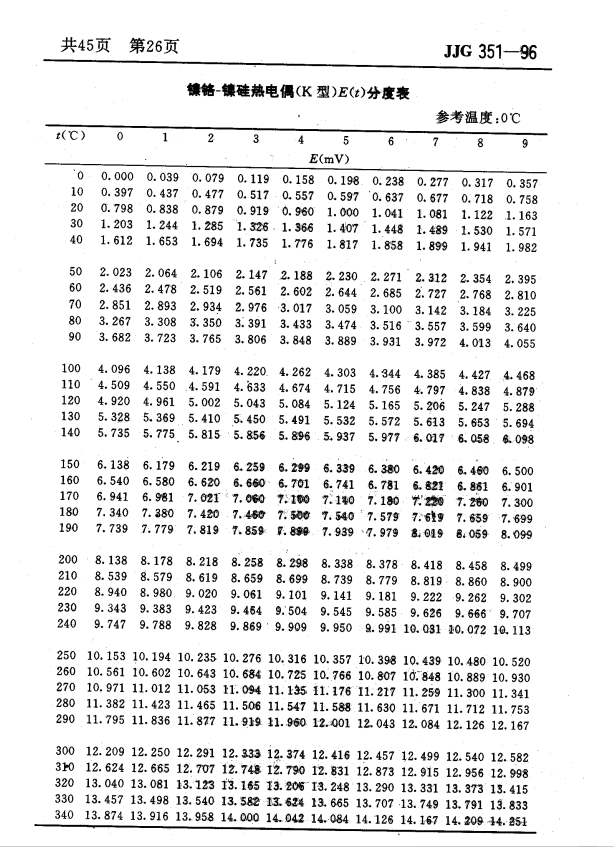 共45页 第26页 JJG 351—96
镍铬-镍硅热电偶(K 型)E(t)分度表
参考温度:0℃
t(℃) 0 1 2 3 4 5 6 7 8 9
E(mV)
0 0.000 0.039 0.079 0.119 0.158 0.198 0.238 0.277 0.317 0.357
10 0.397 0.437 0.477 0.517 0.557 0.597 0.637 0.677 0.718 0.758
20 0.798 0.838 0.879 0.919 0.960 1.000 1.041 1.081 1.122 1.163
30 1.203 1.244 1.285 1.326 1.366 1.407 1.448 1.489 1.530 1.571
40 1.612 1.653 1.694 1.735 1.776 1.817 1.858 1.899 1.941 1.982
50 2.023 2.064 2.106 2.147 2.188 2.230 2.271 2.312 2.354 2.395
60 2.436 2.478 2.519 2.561 2.602 2.644 2.685 2.727 2.768 2.810
70 2.851 2.893 2.934 2.976 3.017 3.059 3.100 3.142 3.184 3.225
80 3.267 3.308 3.350 3.391 3.433 3.474 3.516 3.557 3.599 3.640
90 3.682 3.723 3.765 3.806 3.848 3.889 3.931 3.972 4.013 4.055
100 4.096 4.138 4.179 4.220 4.262 4.303 4.344 4.385 4.427 4.468
110 4.509 4.550 4.591 4.633 4.674 4.715 4.756 4.797 4.838 4.879
120 4.920 4.961 5.002 5.043 5.084 5.124 5.165 5.206 5.247 5.288
130 5.328 5.369 5.410 5.450 5.491 5.532 5.572 5.613 5.653 5.694
140 5.735 5.775 5.815 5.856 5.896 5.937 5.977 6.017 6.058 6.098
150 6.138 6.179 6.219 6.259 6.299 6.339 6.380 6.420 6.460 6.500
160 6.540 6.580 6.620 6.660 6.701 6.741 6.781 6.821 6.861 6.901
170 6.941 6.981 7.021 7.060 7.100 7.140 7.180 7.220 7.260 7.300
180 7.340 7.380 7.420 7.460 7.500 7.540 7.579 7.619 7.659 7.699
190 7.739 7.779 7.819 7.859 7.899 7.939 7.979 8.019 8.059 8.099
200 8.138 8.178 8.218 8.258 8.298 8.338 8.378 8.418 8.458 8.499
210 8.539 8.579 8.619 8.659 8.699 8.739 8.779 8.819 8.860 8.900
220 8.940 8.980 9.020 9.061 9.101 9.141 9.181 9.222 9.262 9.302
230 9.343 9.383 9.423 9.464 9.504 9.545 9.585 9.626 9.666 9.707
240 9.747 9.788 9.828 9.869 9.909 9.950 9.991 10.031 10.072 10.113
250 10.153 10.194 10.235 10.276 10.316 10.357 10.398 10.439 10.480 10.520
260 10.561 10.602 10.643 10.684 10.725 10.766 10.807 10.848 10.889 10.930
270 10.971 11.012 11.053 11.094 11.135 11.176 11.217 11.259 11.300 11.341
280 11.382 11.423 11.465 11.506 11.547 11.588 11.630 11.671 11.712 11.753
290 11.795 11.836 11.877 11.919 11.960 12.001 12.043 12.084 12.126 12.167
300 12.209 12.250 12.291 12.333 12.374 12.416 12.457 12.499 12.540 12.582
310 12.624 12.665 12.707 12.748 12.790 12.831 12.873 12.915 12.956 12.998
320 13.040 13.081 13.123 13.165 13.206 13.248 13.290 13.331 13.373 13.415
330 13.457 13.498 13.540 13.582 13.624 13.665 13.707 13.749 13.791 13.833
340 13.874 13.916 13.958 14.000 14.042 14.084 14.126 14.167 14.209 14.251